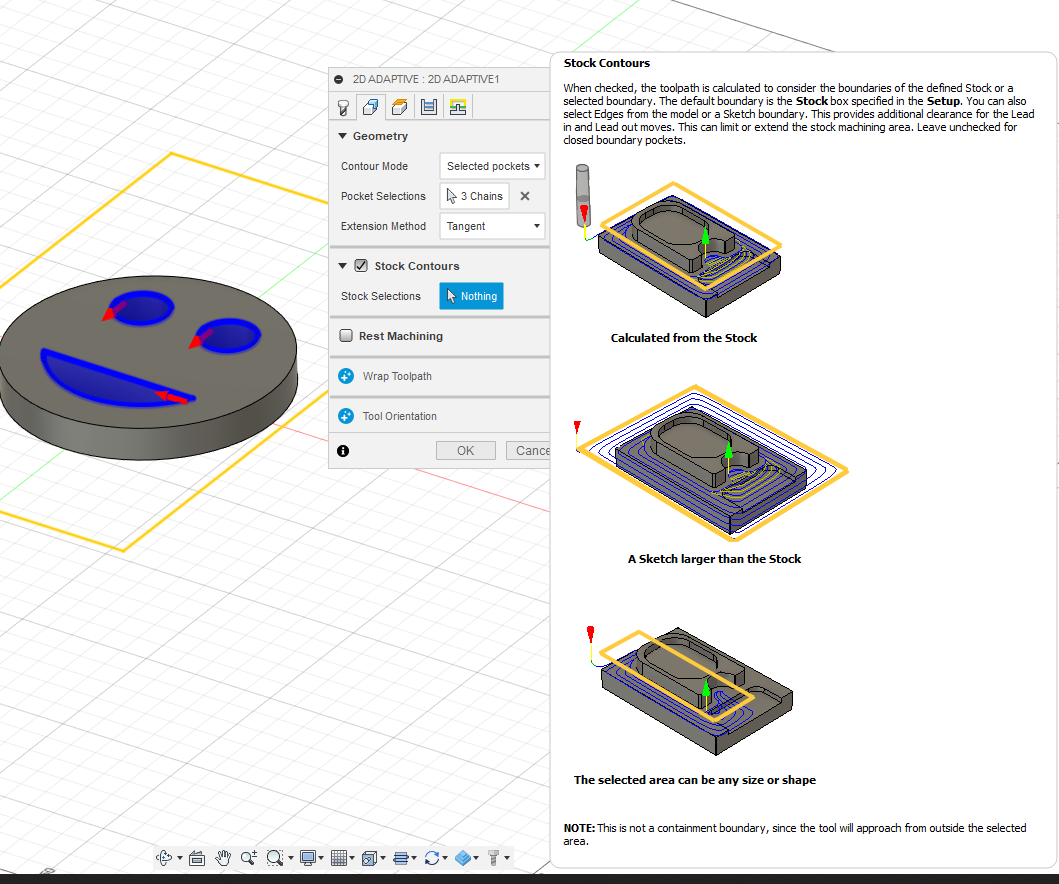 2D ADAPTIVE : 2D ADAPTIVE1
Geometry
Contour Mode
Selected pockets
Pocket Selections
3 Chains
Extension Method
Tangent
Stock Contours
Stock Selections
Nothing
Rest Machining
Wrap Toolpath
Tool Orientation
OK
Cance
Stock Contours
When checked, the toolpath is calculated to consider the boundaries of the defined Stock or a
selected boundary. The default boundary is the Stock box specified in the Setup. You can also
select Edges from the model or a Sketch boundary. This provides additional clearance for the Lead
in and Lead out moves. This can limit or extend the stock machining area. Leave unchecked for
closed boundary pockets.
Calculated from the Stock
A Sketch larger than the Stock
The selected area can be any size or shape
NOTE: This is not a containment boundary, since the tool will approach from outside the selected
area.